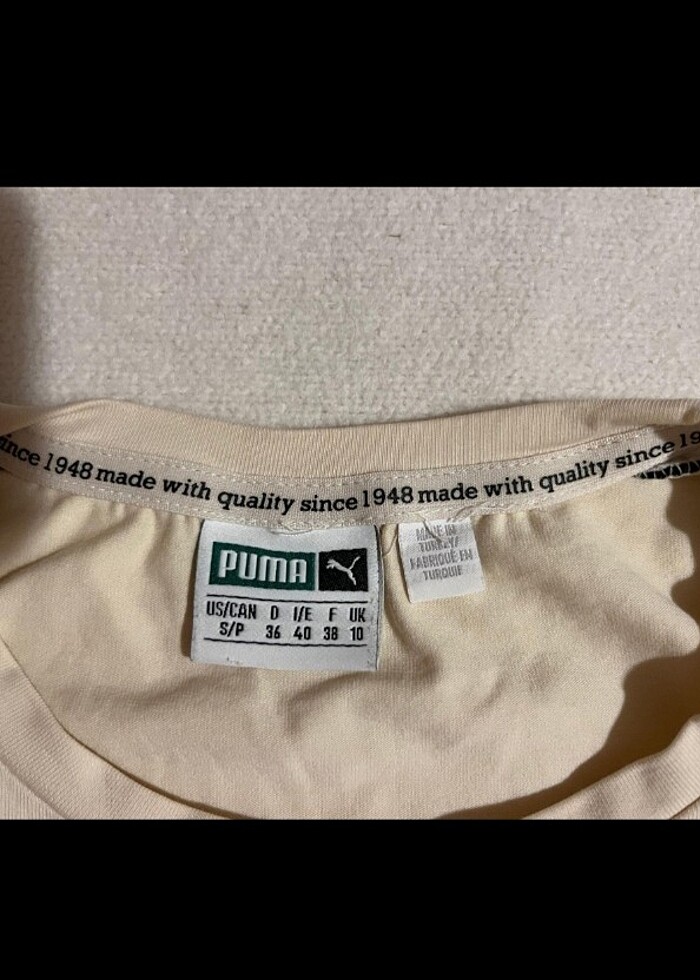 since 1948 made with quality since 1948 made with quality since 19
PUMA
US/CAN D I/E F UK
S/P 36 40 38 10
MADE IN
TURKEY/
FABRIQUÉ EN
TURQUIE